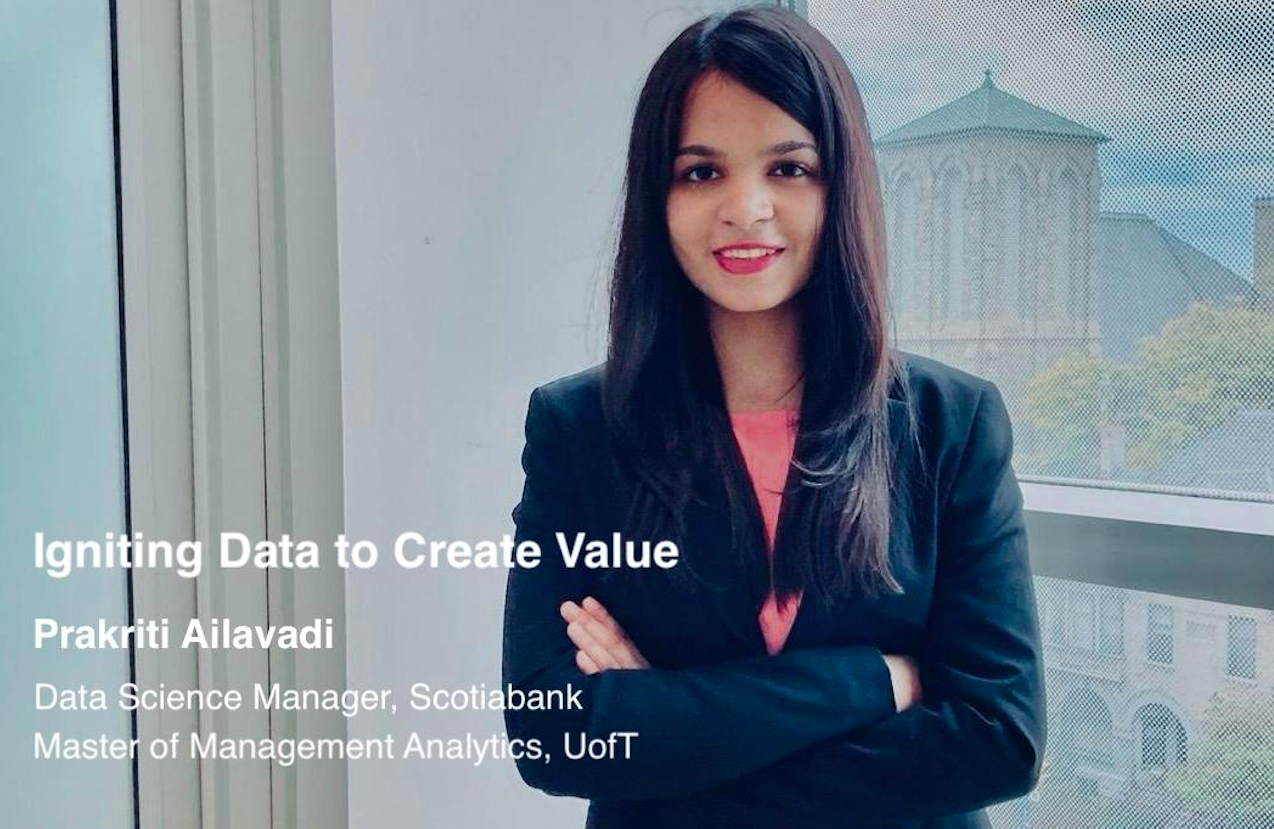 Igniting Data to Create Value
Prakriti Ailavadi
Data Science Manager, Scotiabank
Master of Management Analytics, UofT